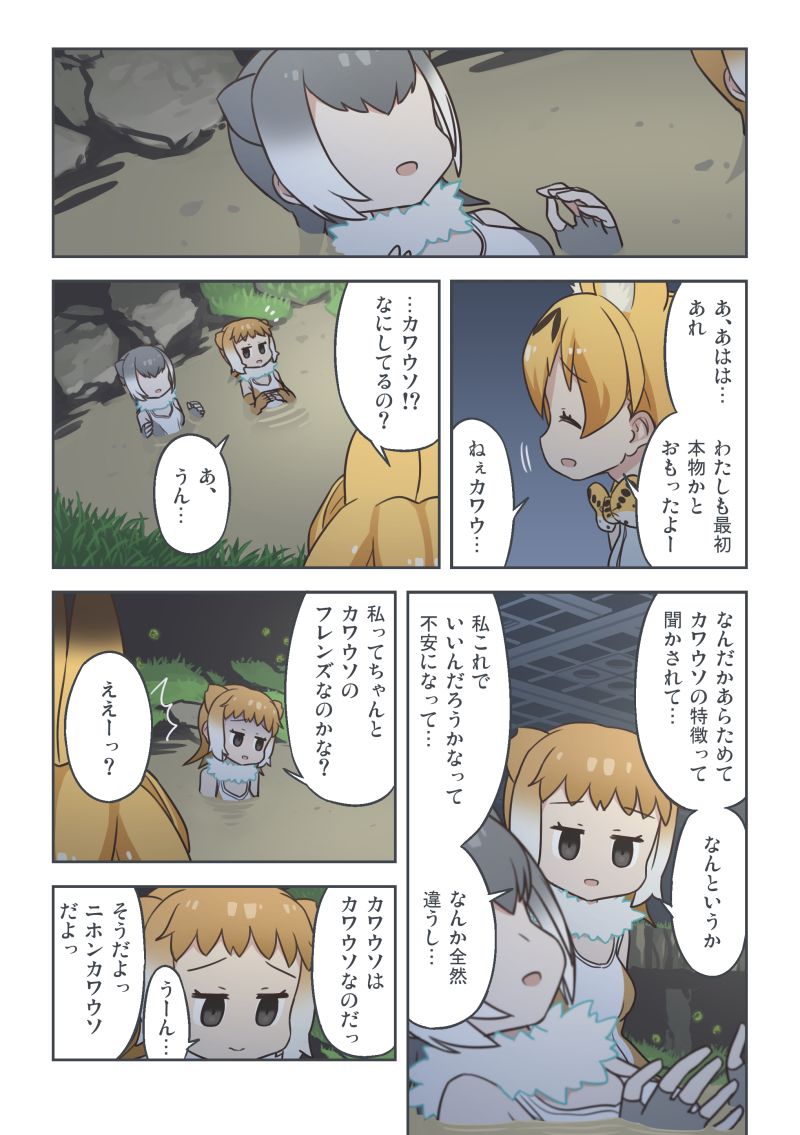 あ、あはは…
あれ
わたしも最初
本物かと
おもったよー
ねぇカワウ…
…カワウソ!?
なにしてるの?
あ、
うん…
なんだかあらためて
カワウソの特徴って
聞かされて…
なんというか
私これで
いいんだろうかなって
不安になって…
なんか全然
違うし…
私ってちゃんと
カワウソの
フレンズなのかな?
ええーっ?
カワウソは
カワウソなのだっ
うーん…
そうだよっ
ニホンカワウソ
だよっ